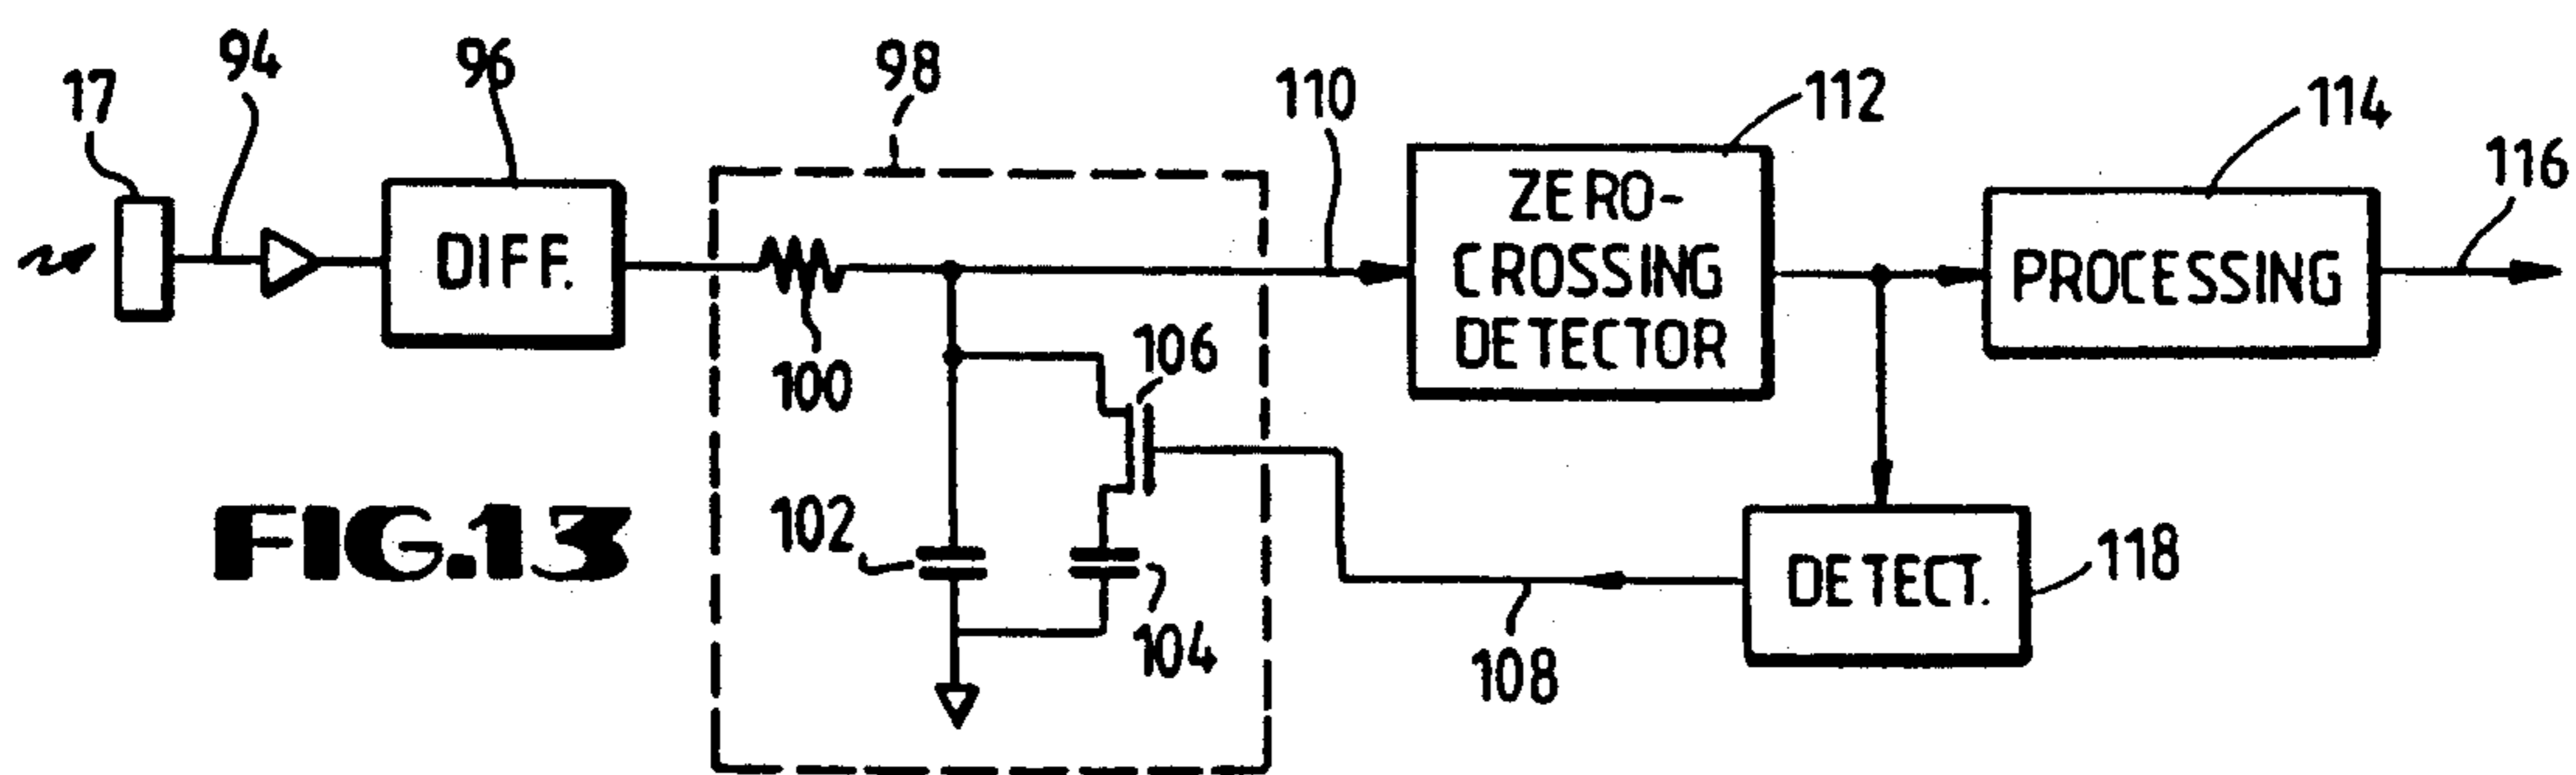 17
94
96
98
110
112
114
116
DIFF.
ZERO-
CROSSING
DETECTOR
PROCESSING
100
106
102
104
108
DETECT.
118
FIG.13